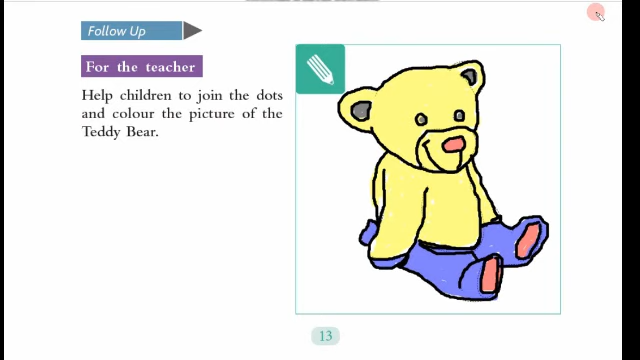 Follow Up
For the teacher
Help children to join the dots
and colour the picture of the
Teddy Bear.
13